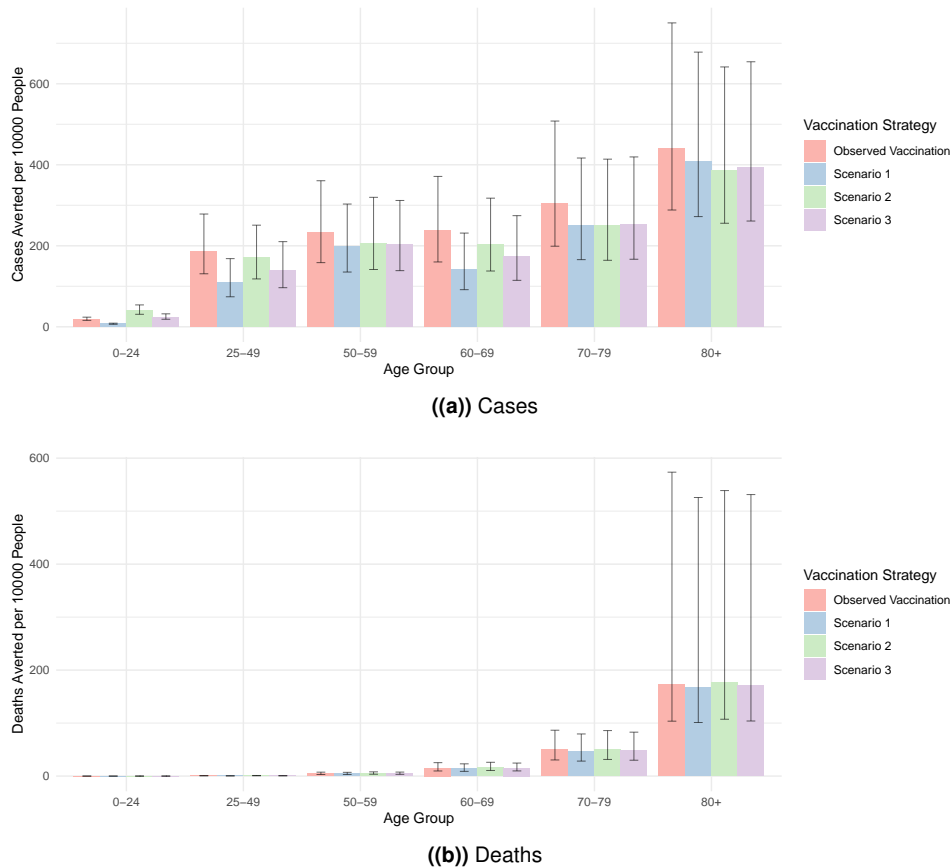 Cases Averted per 10000 People
600
400
200
0
0–24
25–49
50–59
60–69
70–79
80+
Age Group
Vaccination Strategy
Observed Vaccination
Scenario 1
Scenario 2
Scenario 3
((a)) Cases
Deaths Averted per 10000 People
600
400
200
0
0–24
25–49
50–59
60–69
70–79
80+
Age Group
Vaccination Strategy
Observed Vaccination
Scenario 1
Scenario 2
Scenario 3
((b)) Deaths